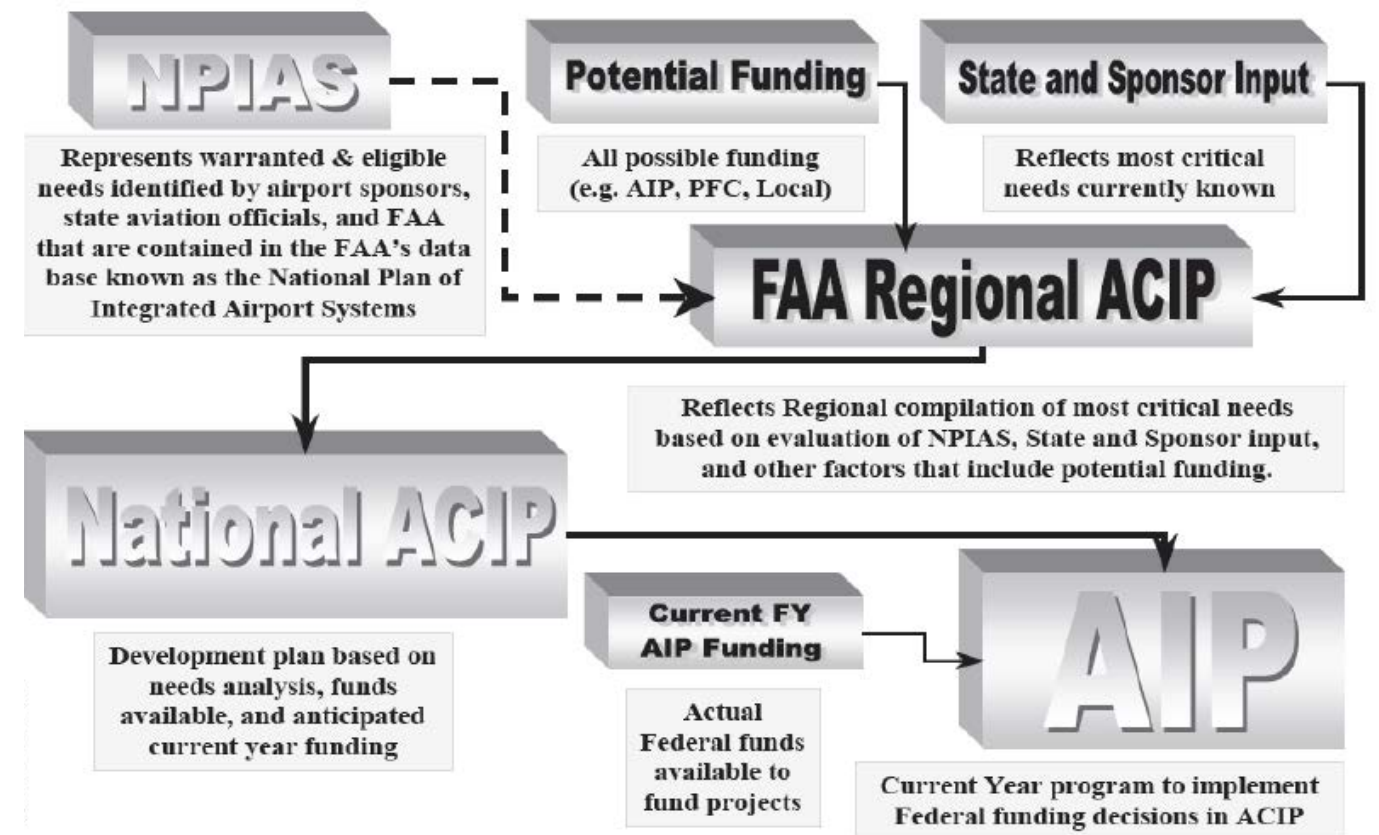 NPIAS
Represents warranted & eligible
needs identified by airport sponsors,
state aviation officials, and FAA
that are contained in the FAA's data
base known as the National Plan of
Integrated Airport Systems
Potential Funding
All possible funding
(e.g. AIP, PFC, Local)
State and Sponsor Input
Reflects most critical
needs currently known
FAA Regional ACIP
Reflects Regional compilation of most critical needs
based on evaluation of NPIAS, State and Sponsor input,
and other factors that include potential funding.
National ACIP
Development plan based on
needs analysis, funds
available, and anticipated
current year funding
Current FY
AIP Funding
Actual
Federal funds
available to
fund projects
AIP
Current Year program to implement
Federal funding decisions in ACIP